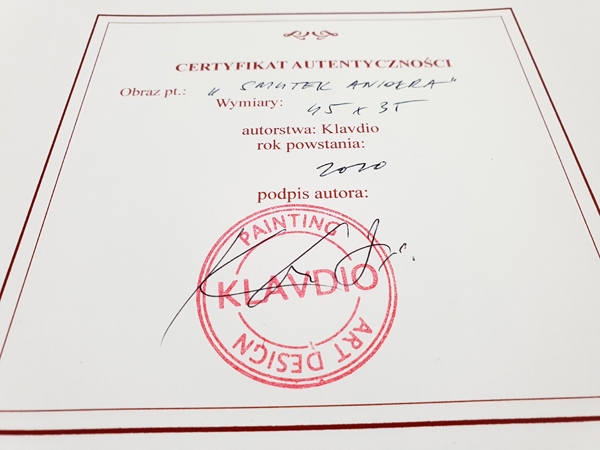 CERTYFIKAT AUTENTYCZNOŚCI
Obraz pt.: "SMUTEK ANIOŁA"
Wymiary: 45 x 35
autorstwa: Klavdio
rok powstania:
2020
podpis autora:
PAINTING
KLAVDIO
ART DESIGN